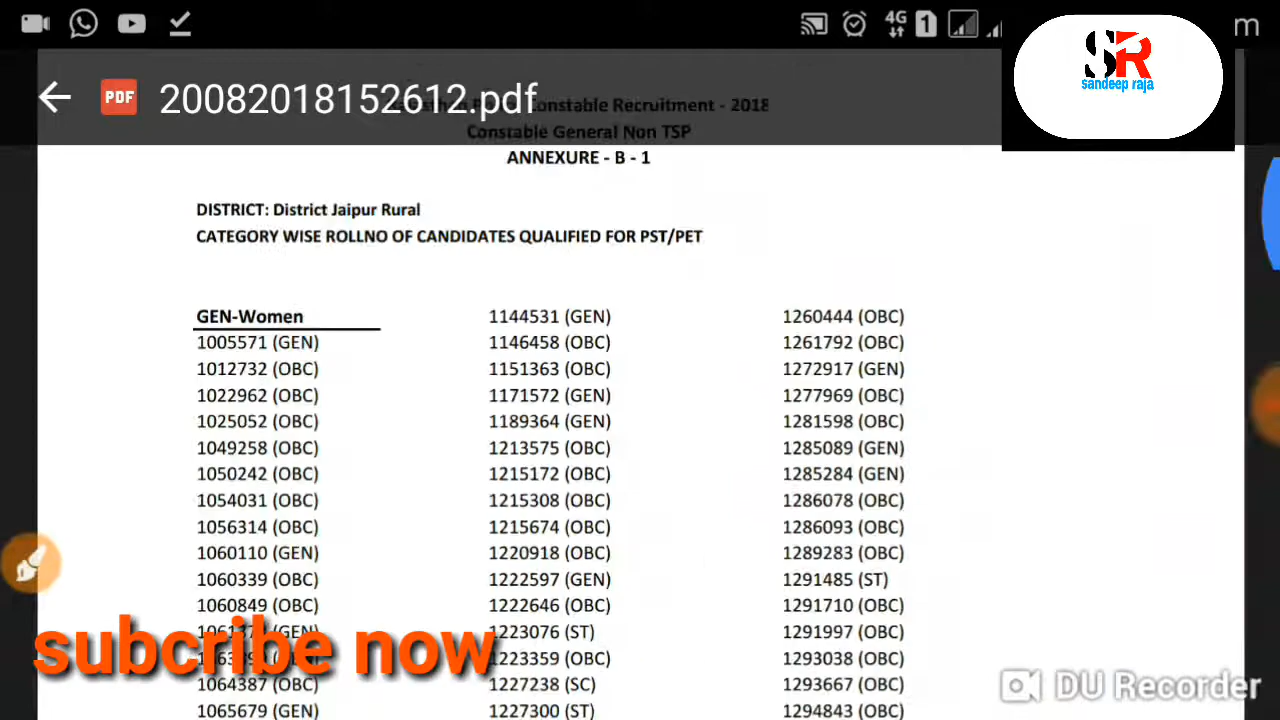 4G 1 m
SR
sandeep raja
PDF 20082018152612.pdf
Constable Recruitment - 2018
Constable General Non TSP
ANNEXURE - B - 1
DISTRICT: District Jaipur Rural
CATEGORY WISE ROLLNO OF CANDIDATES QUALIFIED FOR PST/PET
GEN-Women
1005571 (GEN)
1012732 (OBC)
1022962 (OBC)
1025052 (OBC)
1049258 (OBC)
1050242 (OBC)
1054031 (OBC)
1056314 (OBC)
1060110 (GEN)
1060339 (OBC)
1060849 (OBC)
(GEN)
1064387 (OBC)
1065679 (GEN)
1144531 (GEN)
1146458 (OBC)
1151363 (OBC)
1171572 (GEN)
1189364 (GEN)
1213575 (OBC)
1215172 (OBC)
1215308 (OBC)
1215674 (OBC)
1220918 (OBC)
1222597 (GEN)
1222646 (OBC)
1223076 (ST)
1223359 (OBC)
1227238 (SC)
1227300 (ST)
1260444 (OBC)
1261792 (OBC)
1272917 (GEN)
1277969 (OBC)
1281598 (OBC)
1285089 (GEN)
1285284 (GEN)
1286078 (OBC)
1286093 (OBC)
1289283 (OBC)
1291485 (ST)
1291710 (OBC)
1291997 (OBC)
1293038 (OBC)
1293667 (OBC)
1294843 (OBC)
subcribe now
DU Recorder